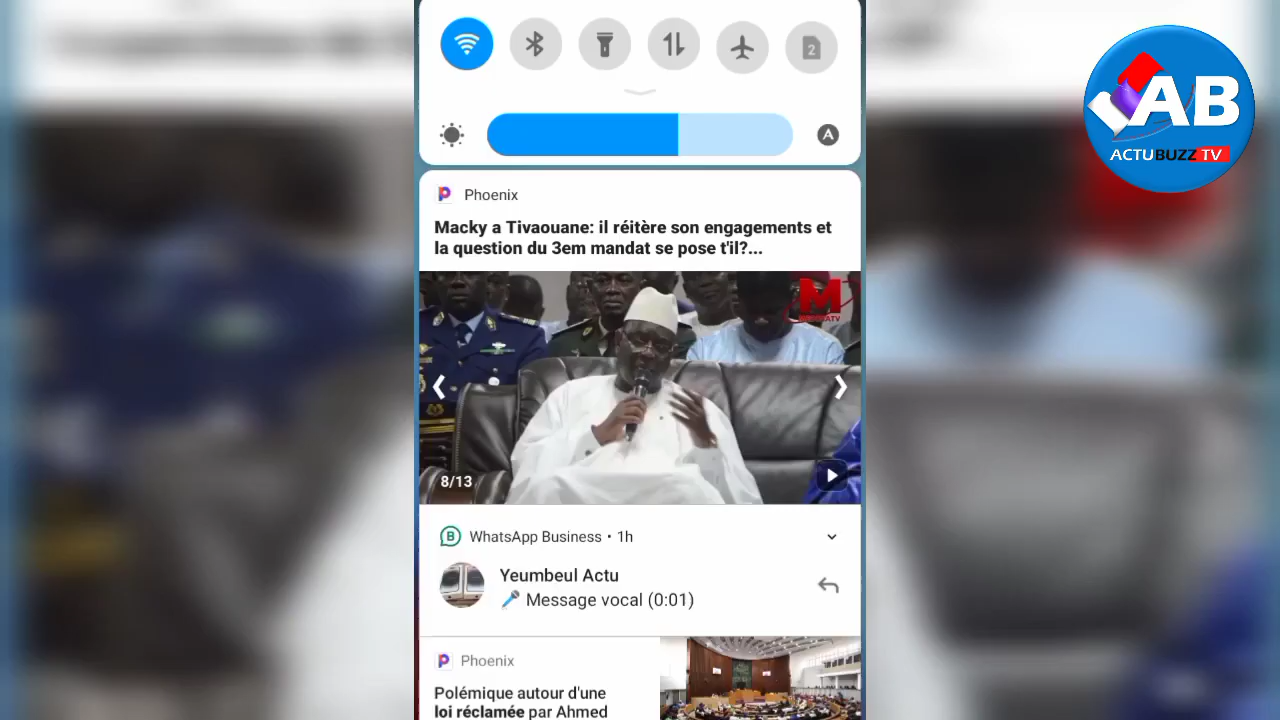 2
A
AB
ACTUBUZZ TV
Phoenix
Macky a Tivaouane: il réitère son engagements et
la question du 3em mandat se pose t'il?...
M
8/13
WhatsApp Business • 1h
B
Yeumbeul Actu
Message vocal (0:01)
Phoenix
Polémique autour d'une
loi réclamée par Ahmed